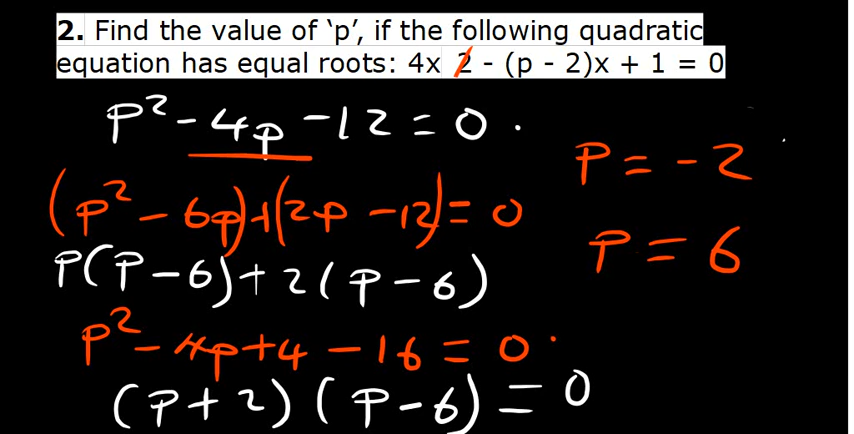 2. Find the value of ‘p’, if the following quadratic
equation has equal roots: 4x 2 - (p - 2)x + 1 = 0
p² - 4p - 12 = 0.
(p² - 6p) + (2p - 12) = 0
P = -2
P = 6
P(P - 6) + 2(P - 6)
p² - 4p + 4 - 16 = 0.
(P + 2)(P - 6) = 0